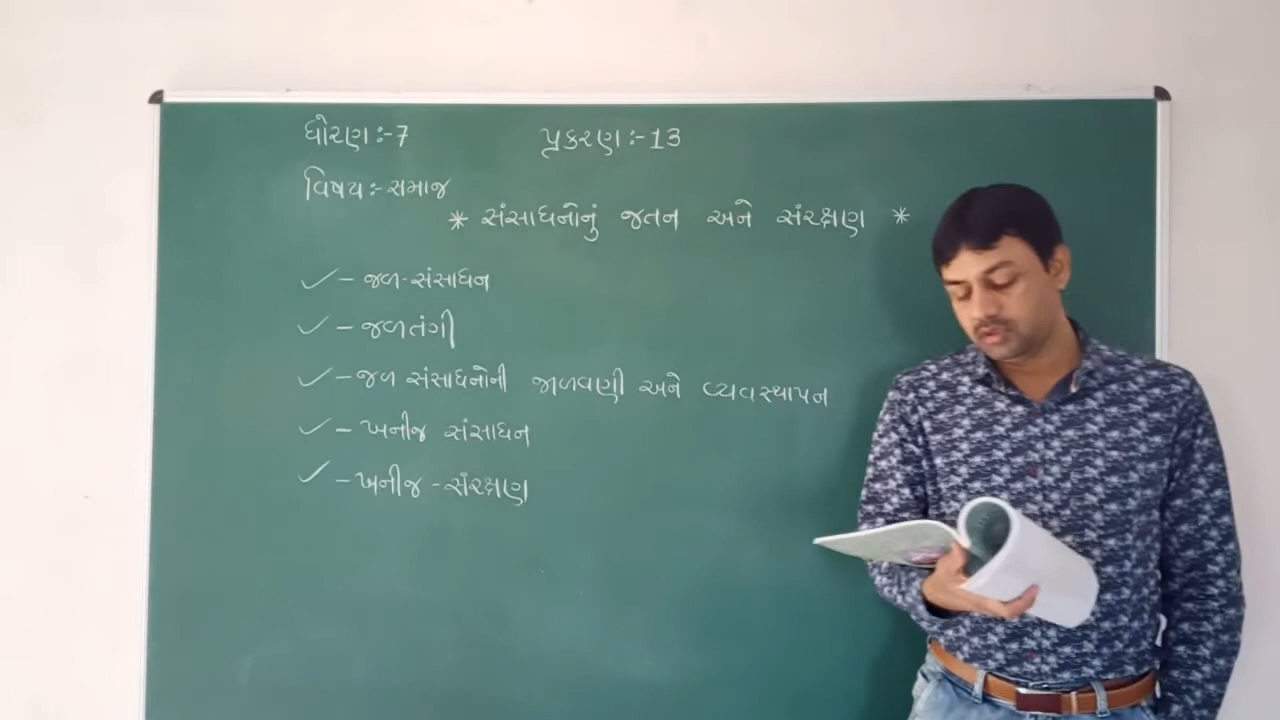 ધોરણ:-7 પ્રકરણ:-13
વિષય:-સમાજ
* સંસાધનોનું જતન અને સંરક્ષણ *
✓ - જળ-સંસાધન
✓ - જળતંગી
✓ - જળ સંસાધનોની જાળવણી અને વ્યવસ્થાપન
✓ - ખનીજ સંસાધન
✓ - ખનીજ -સંરક્ષણ